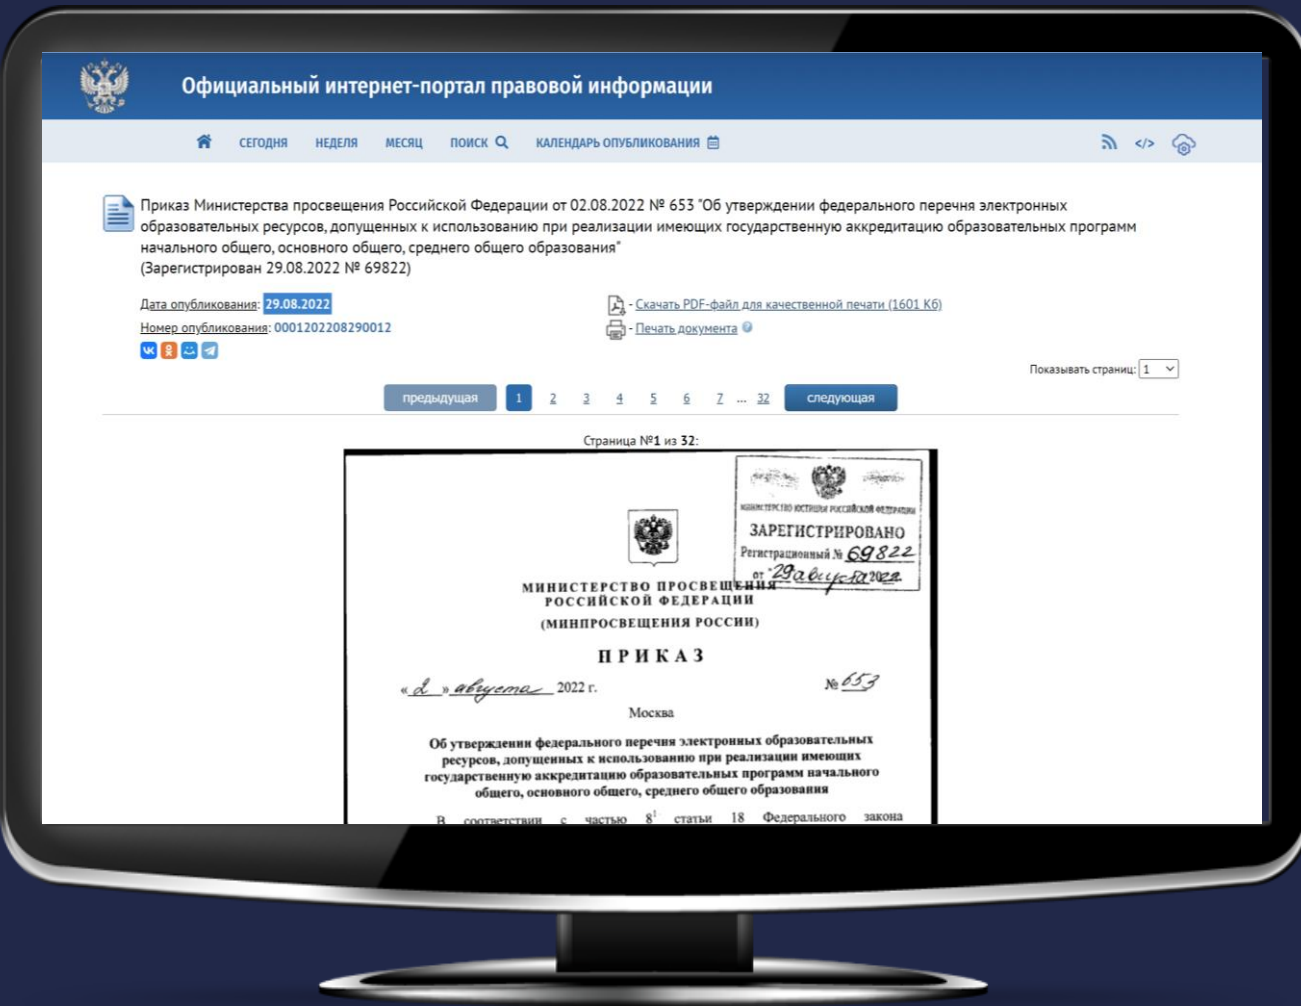 Официальный интернет-портал правовой информации
СЕГОДНЯ НЕДЕЛЯ МЕСЯЦ ПОИСК КАЛЕНДАРЬ ОПУБЛИКОВАНИЯ
Приказ Министерства просвещения Российской Федерации от 02.08.2022 № 653 "Об утверждении федерального перечня электронных
образовательных ресурсов, допущенных к использованию при реализации имеющих государственную аккредитацию образовательных программ
начального общего, основного общего, среднего общего образования"
(Зарегистрирован 29.08.2022 № 69822)
Дата опубликования: 29.08.2022
Номер опубликования: 0001202208290012
- Скачать PDF-файл для качественной печати (1601 Кб)
- Печать документа
Показывать страниц: 1
предыдущая 1 2 3 4 5 6 7 ... 32 следующая
Страница №1 из 32:
МИНИСТЕРСТВО ЮСТИЦИИ РОССИЙСКОЙ ФЕДЕРАЦИИ
ЗАРЕГИСТРИРОВАНО
Регистрационный № 69822
от "29 августа 2022
МИНИСТЕРСТВО ПРОСВЕЩЕНИЯ
РОССИЙСКОЙ ФЕДЕРАЦИИ
(МИНПРОСВЕЩЕНИЯ РОССИИ)
ПРИКАЗ
« 2 » августа 2022 г.
№ 653
Москва
Об утверждении федерального перечня электронных образовательных
ресурсов, допущенных к использованию при реализации имеющих
государственную аккредитацию образовательных программ начального
общего, основного общего, среднего общего образования
В соответствии с частью 8¹ статьи 18 Федерального закона